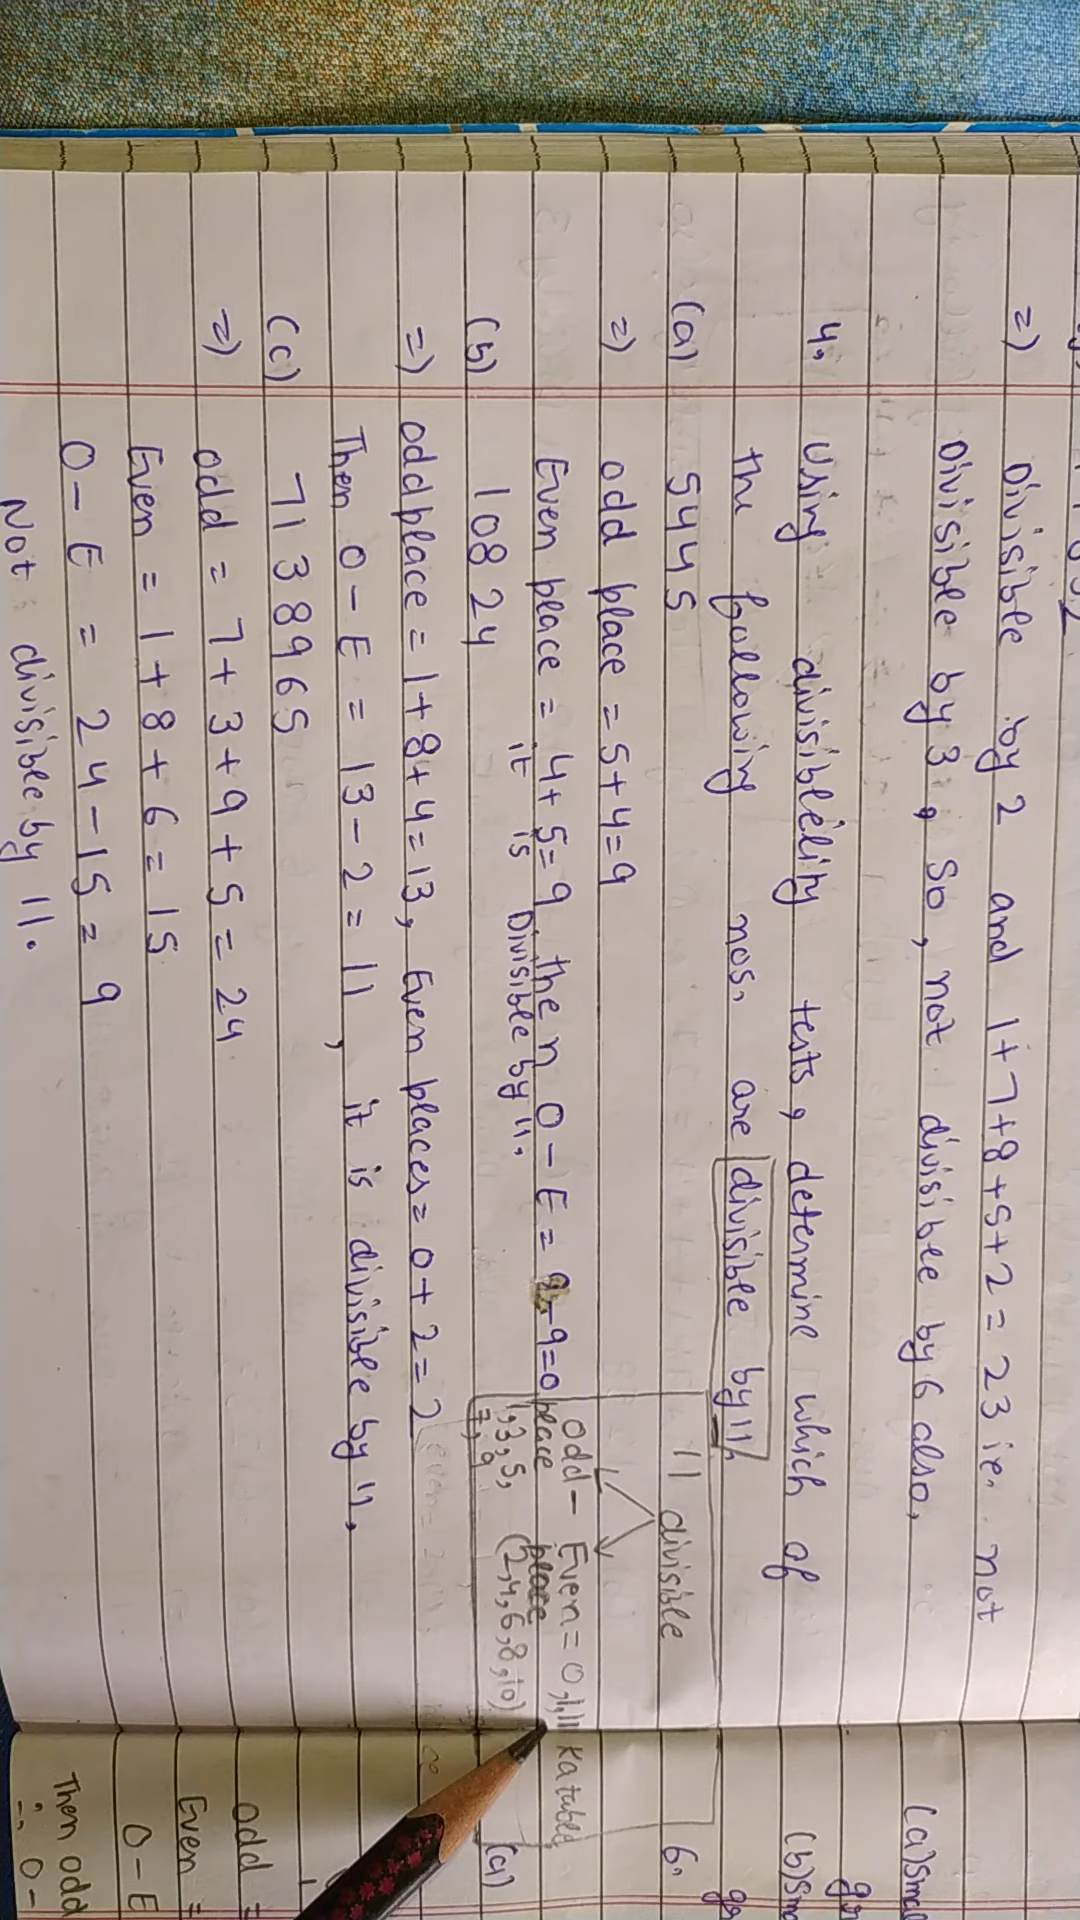 =) Divisible by 2 and 1+7+8+5+2 = 23 ie. not
Divisible by 3, so, not divisible by 6 also.
4. Using divisibility tests, determine which of
the following nos. are divisible by 11,
(a) 5445
=) odd place = 5+4=9
Even place = 4+5=9 then O-E = 9-9=0
it is Divisible by 11.
(b) 10824
=) odd place = 1+8+4=13, Even places= 0+2=2
Then O-E = 13-2=11, it is divisible by 11.
(c) 7138965
=) odd = 7+3+9+5=24
Even = 1+8+6=15
O-E = 24-15= 9
Not divisible by 11.
11 divisible
odd - Even = 0,1,11 ka
place place
1,3,5, (2,4,6,8,10)
7,9
(a)
(b)
6.
(a)
odd =
Even =
O-E
Then odd
∴ O-